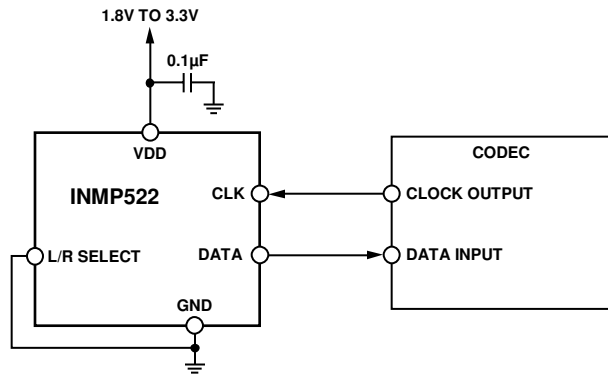 1.8V TO 3.3V
0.1µF
VDD
CODEC
INMP522
CLK
CLOCK OUTPUT
L/R SELECT
DATA
DATA INPUT
GND